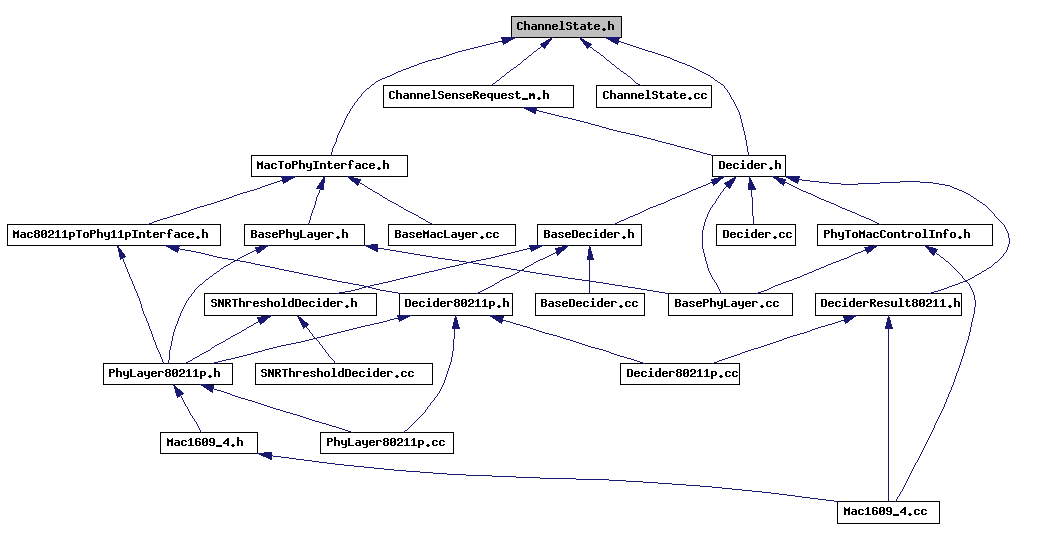 ChannelState.h
ChannelSenseRequest_m.h
ChannelState.cc
MacToPhyInterface.h
Decider.h
Mac80211pToPhy11pInterface.h
BasePhyLayer.h
BaseMacLayer.cc
BaseDecider.h
Decider.cc
PhyToMacControlInfo.h
SNRThresholdDecider.h
Decider80211p.h
BaseDecider.cc
BasePhyLayer.cc
DeciderResult80211.h
PhyLayer80211p.h
SNRThresholdDecider.cc
Decider80211p.cc
Mac1609_4.h
PhyLayer80211p.cc
Mac1609_4.cc